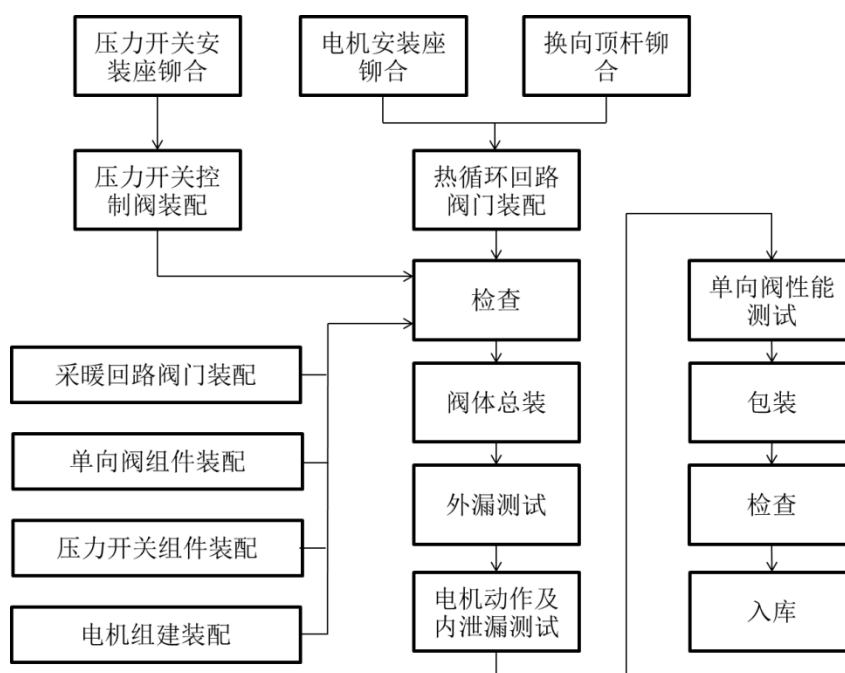 压力开关安
装座铆合
电机安装座
铆合
换向顶杆铆
合
压力开关控
制阀装配
热循环回路
阀门装配
检查
单向阀性能
测试
采暖回路阀门装配
阀体总装
包装
单向阀组件装配
外漏测试
检查
压力开关组件装配
电机动作及
内泄漏测试
入库
电机组建装配